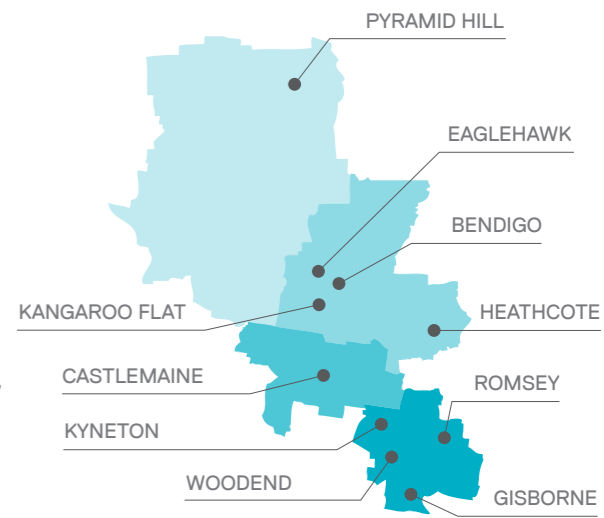 PYRAMID HILL
EAGLEHAWK
BENDIGO
KANGAROO FLAT
HEATHCOTE
CASTLEMAINE
ROMSEY
KYNETON
WOODEND
GISBORNE